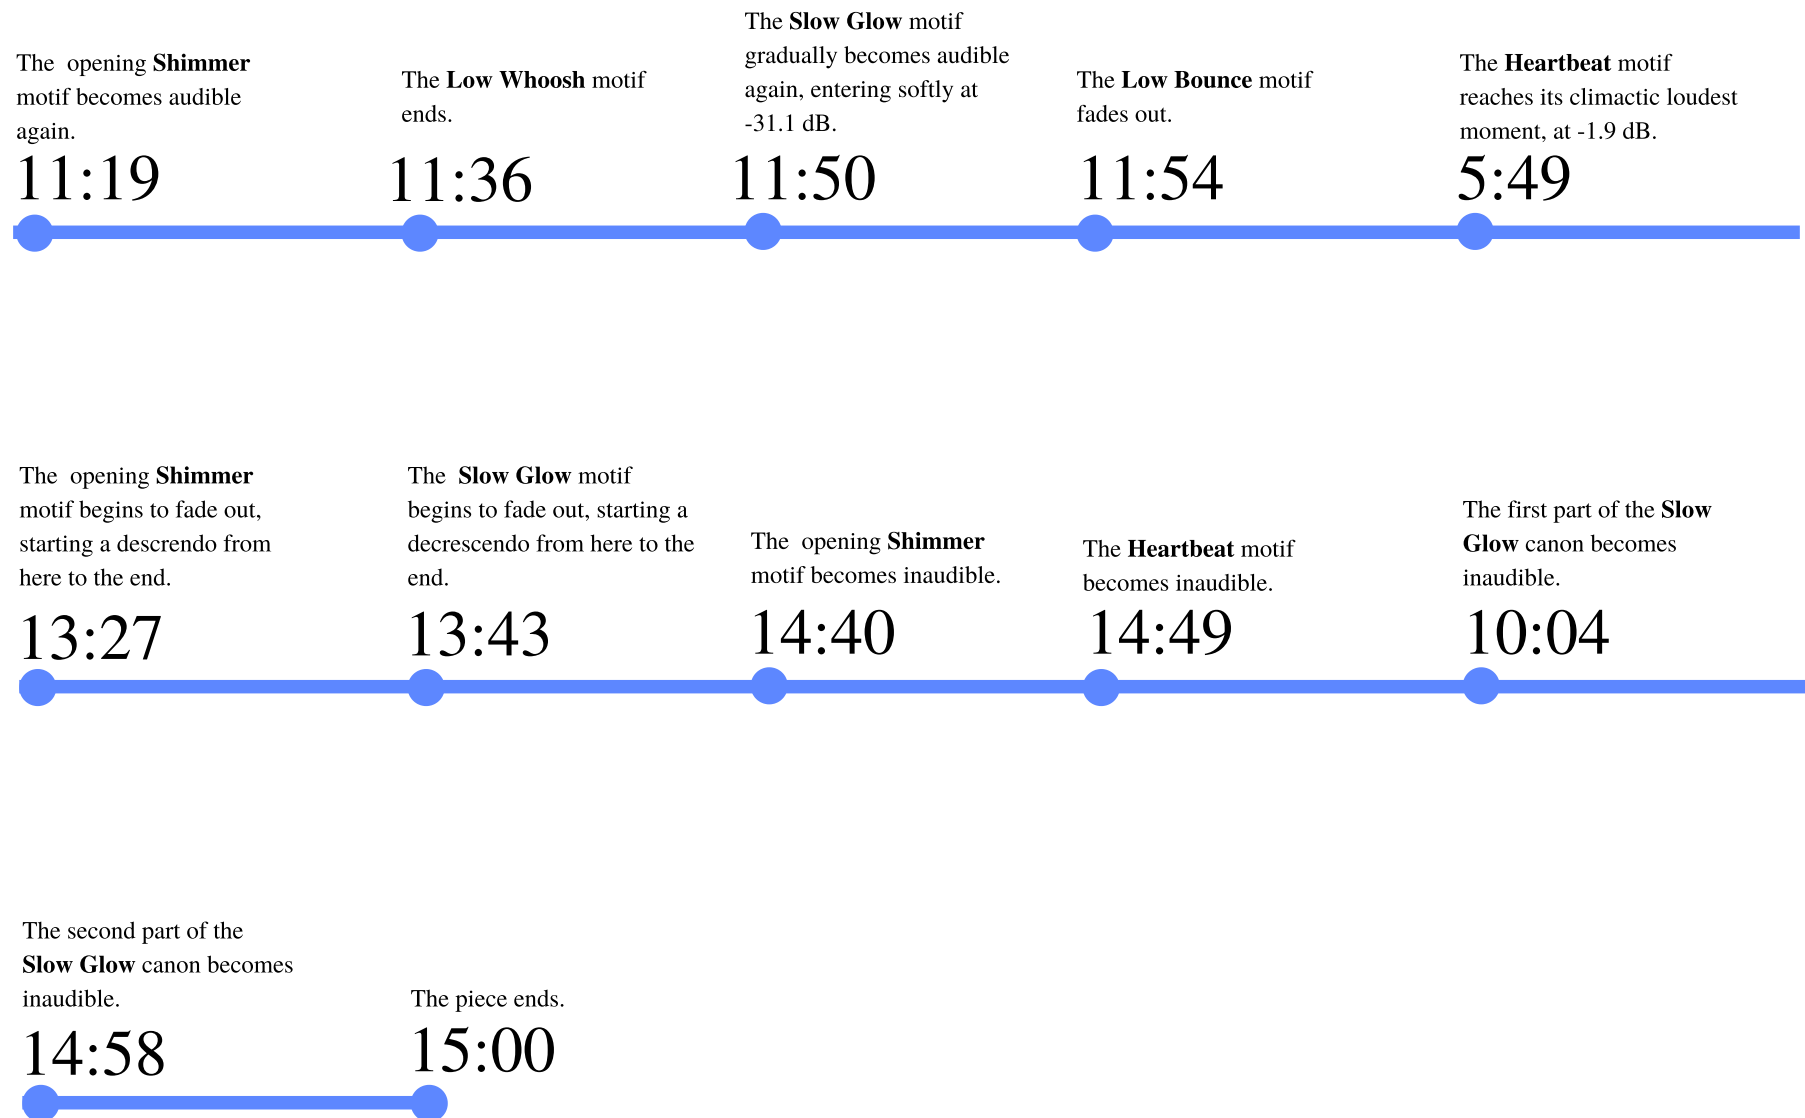 The  opening Shimmer
motif becomes audible
again.
11:19
The Low Whoosh motif
ends.
11:36
The Slow Glow motif
gradually becomes audible
again, entering softly at
-31.1 dB.
11:50
The Low Bounce motif
fades out.
11:54
The Heartbeat motif
reaches its climactic loudest
moment, at -1.9 dB.
5:49
The  opening Shimmer
motif begins to fade out,
starting a descrendo from
here to the end.
13:27
The  Slow Glow motif
begins to fade out, starting a
decrescendo from here to the
end.
13:43
The  opening Shimmer
motif becomes inaudible.
14:40
The Heartbeat motif
becomes inaudible.
14:49
The first part of the Slow
Glow canon becomes
inaudible.
10:04
The second part of the
Slow Glow canon becomes
inaudible.
14:58
The piece ends.
15:00